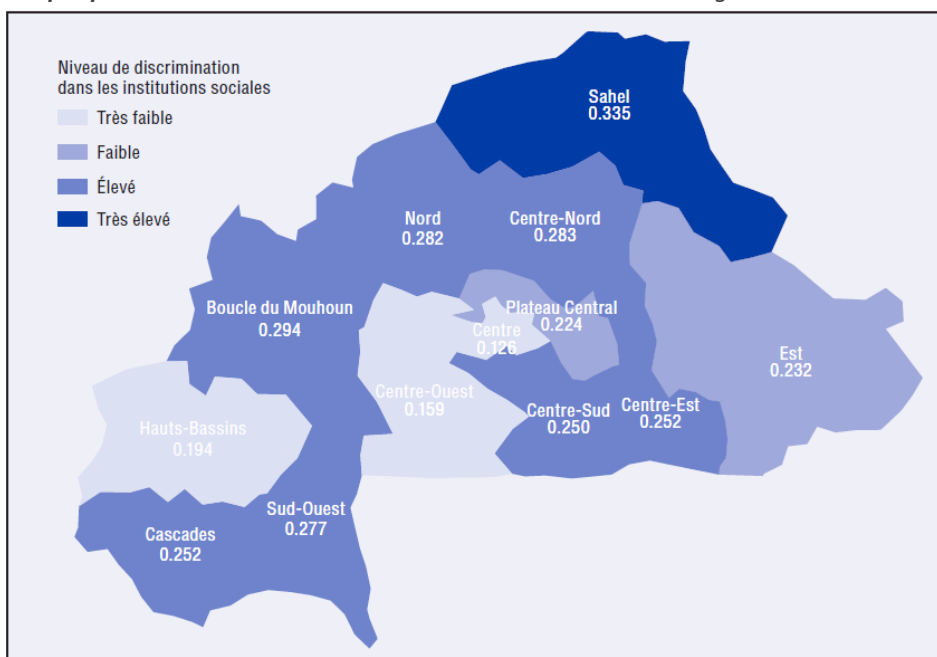 Niveau de discrimination
dans les institutions sociales
Très faible
Faible
Élevé
Très élevé
Sahel
0.335
Nord
0.282
Centre-Nord
0.283
Boucle du Mouhoun
0.294
Plateau Central
0.224
Centre
0.126
Est
0.232
Centre-Ouest
0.159
Centre-Sud
0.250
Centre-Est
0.252
Hauts-Bassins
0.194
Sud-Ouest
0.277
Cascades
0.252